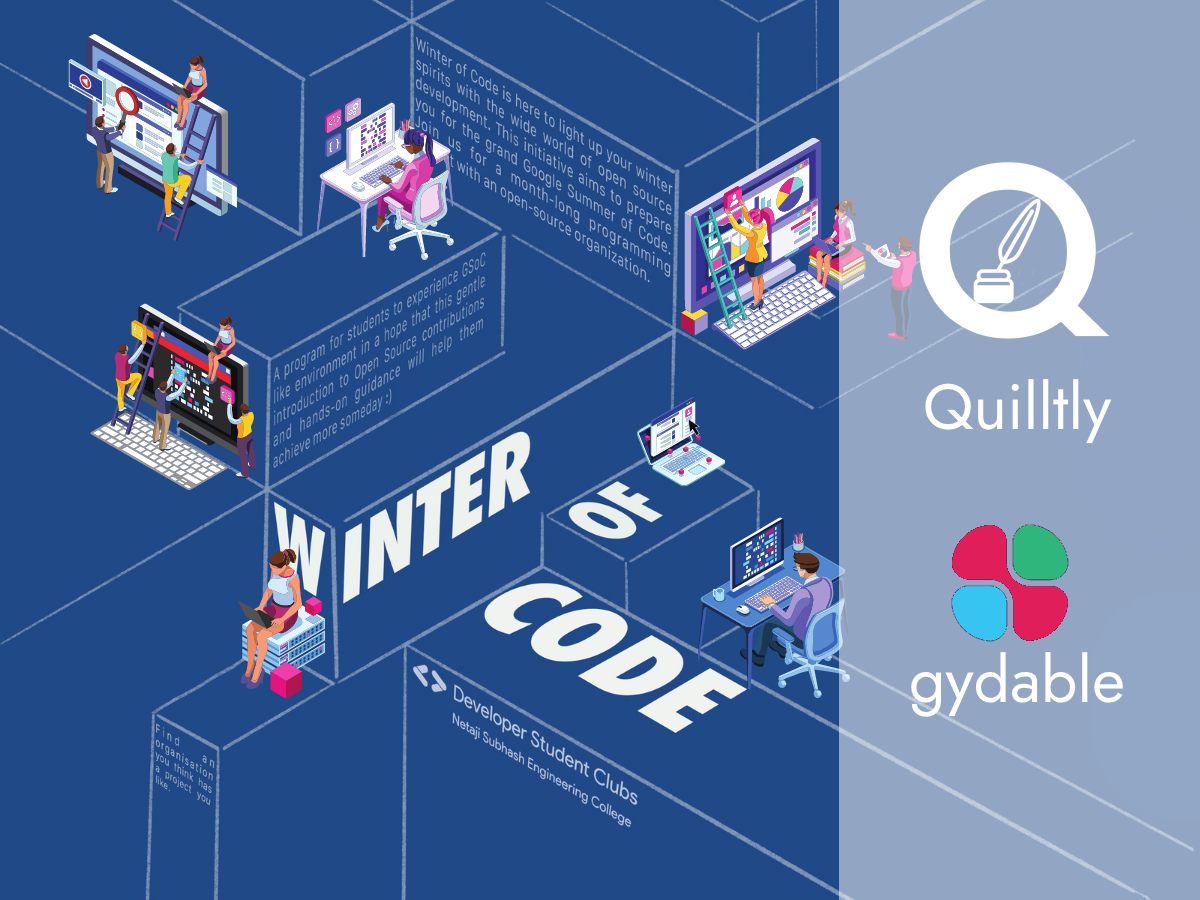 Winter of Code is here to light up your winter
spirits with the wide world of open source
development. This initiative aims to prepare
you for the grand Google Summer of Code.
Join us for a month-long programming
with an open-source organization.
A program for students to experience GSoC
like environment in a hope that this gentle
introduction to Open Source contributions
and hands-on guidance will help them
achieve more someday :)
WINTER
OF
CODE
Developer Student Clubs
Netaji Subhash Engineering College
Find an
organisation
you think has
a project you
like.
Quilltly
gydable